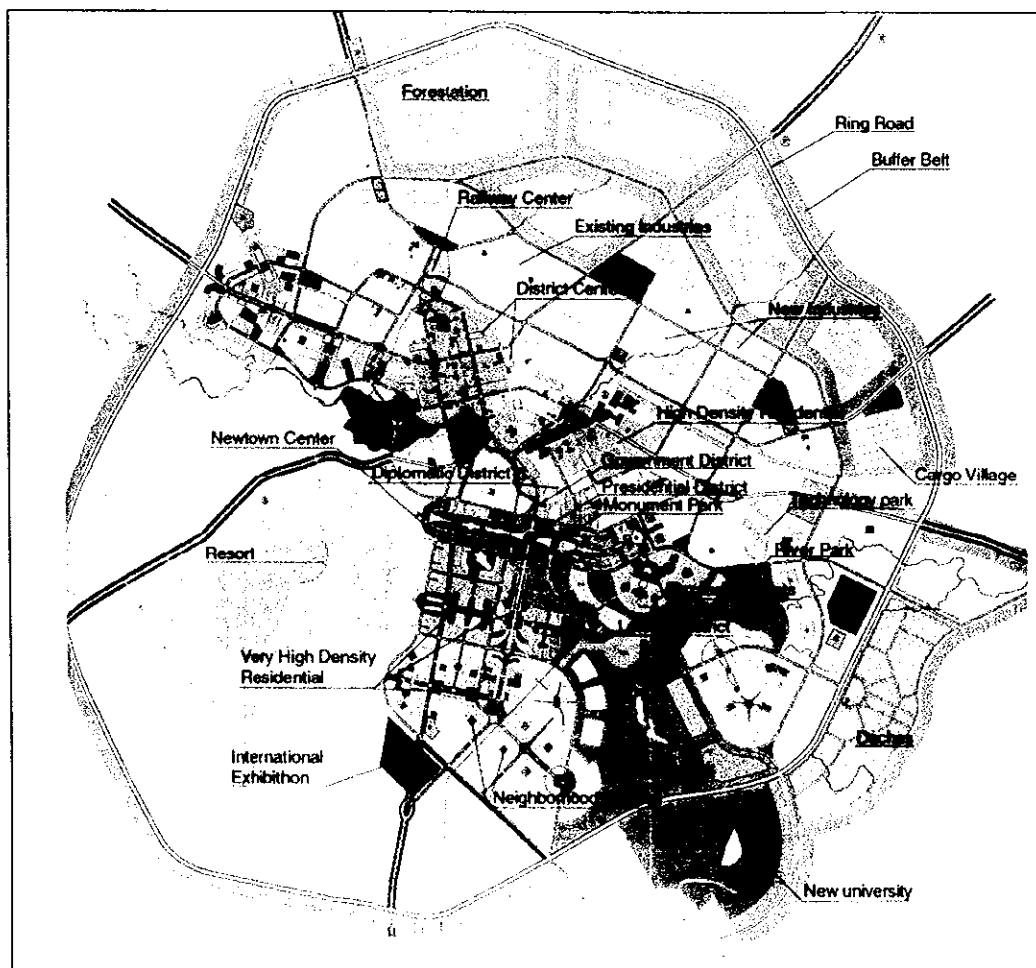 Forestation
Ring Road
Buffer Belt
Railway Center
Existing Industries
District Center
New Industries
High Density Residential
Newtown Center
Government District
Diplomatic District
Cargo Village
Presidential District
Monument Park
Technology park
River Park
Resort
Very High Density
Residential
Daches
International
Exhibithon
Neighborhood
New university